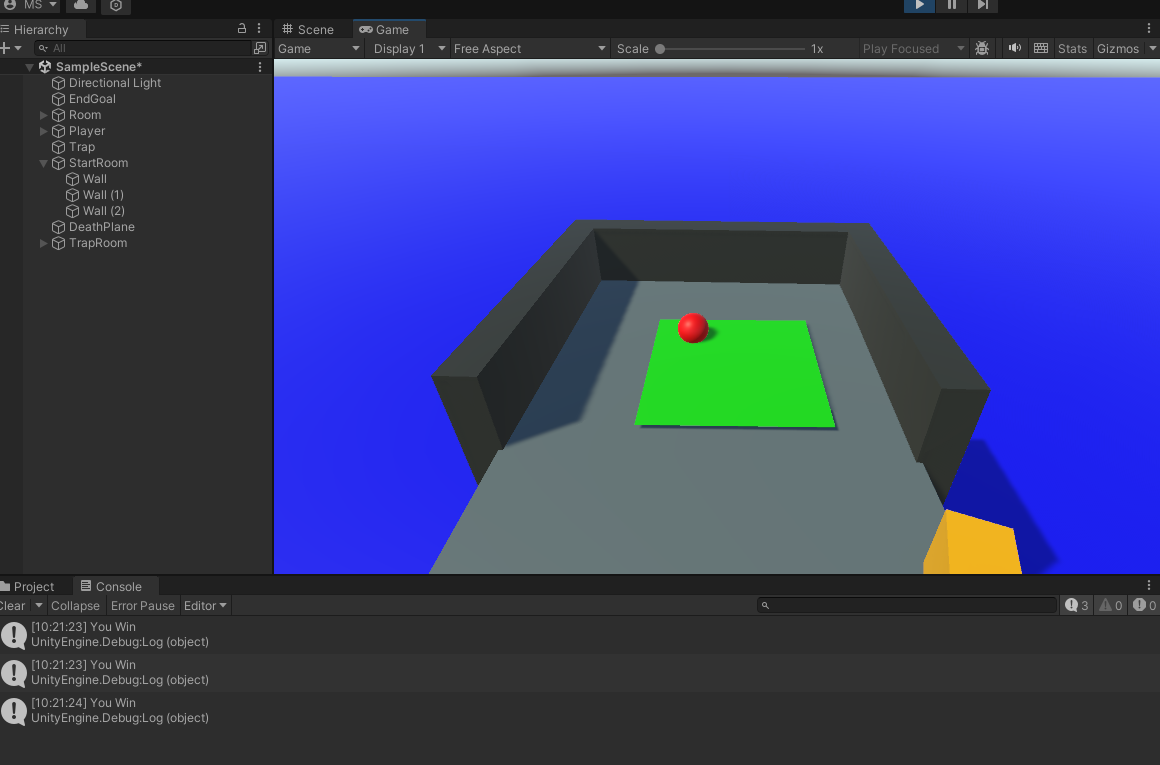 MS
Hierarchy
All
SampleScene*
Directional Light
EndGoal
Room
Player
Trap
StartRoom
Wall
Wall (1)
Wall (2)
DeathPlane
TrapRoom
Scene Game
Game Display 1 Free Aspect Scale 1x Play Focused Stats Gizmos
Project Console
Clear Collapse Error Pause Editor 3 0 0
[10:21:23] You Win
UnityEngine.Debug:Log (object)
[10:21:23] You Win
UnityEngine.Debug:Log (object)
[10:21:24] You Win
UnityEngine.Debug:Log (object)